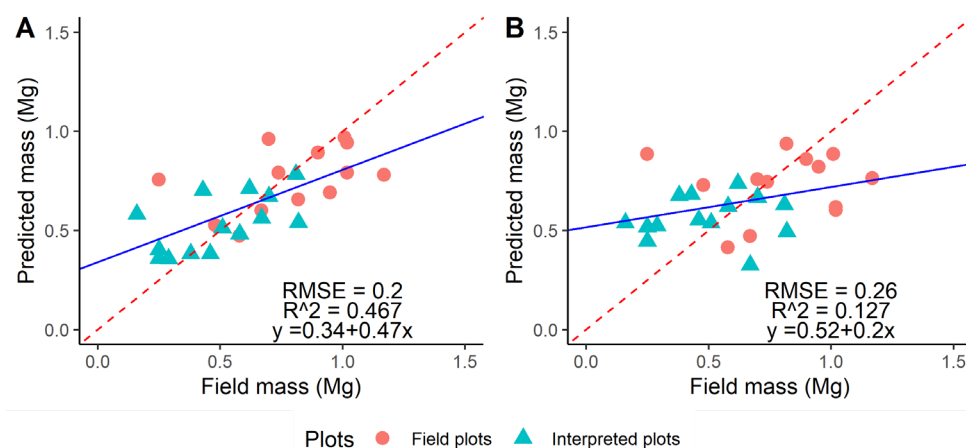 A
B
Predicted mass (Mg)
1.5
1.0
0.5
0.0
RMSE = 0.2
R^2 = 0.467
y =0.34+0.47x
0.0 0.5 1.0 1.5
Field mass (Mg)
Predicted mass (Mg)
1.5
1.0
0.5
0.0
RMSE = 0.26
R^2 = 0.127
y =0.52+0.2x
0.0 0.5 1.0 1.5
Field mass (Mg)
Plots Field plots Interpreted plots